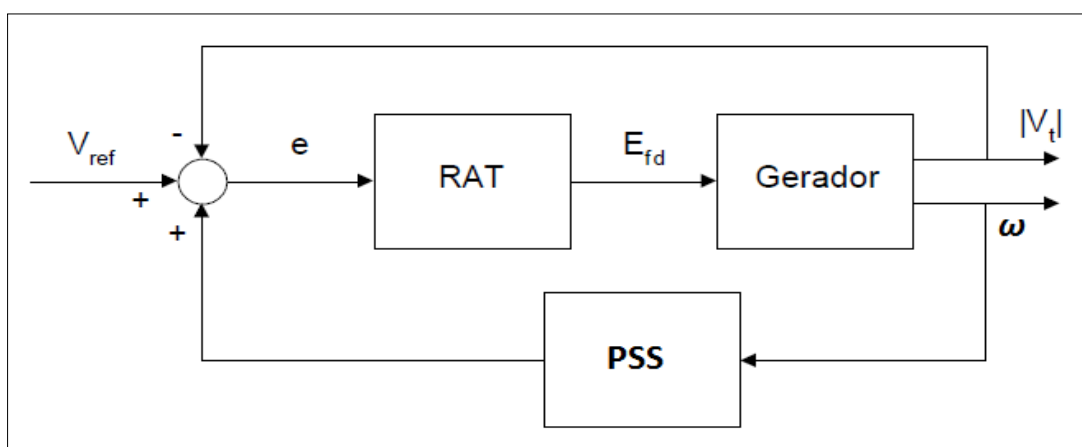 |V_t|
-
V_ref
e
RAT
E_fd
Gerador
+
+
ω
PSS